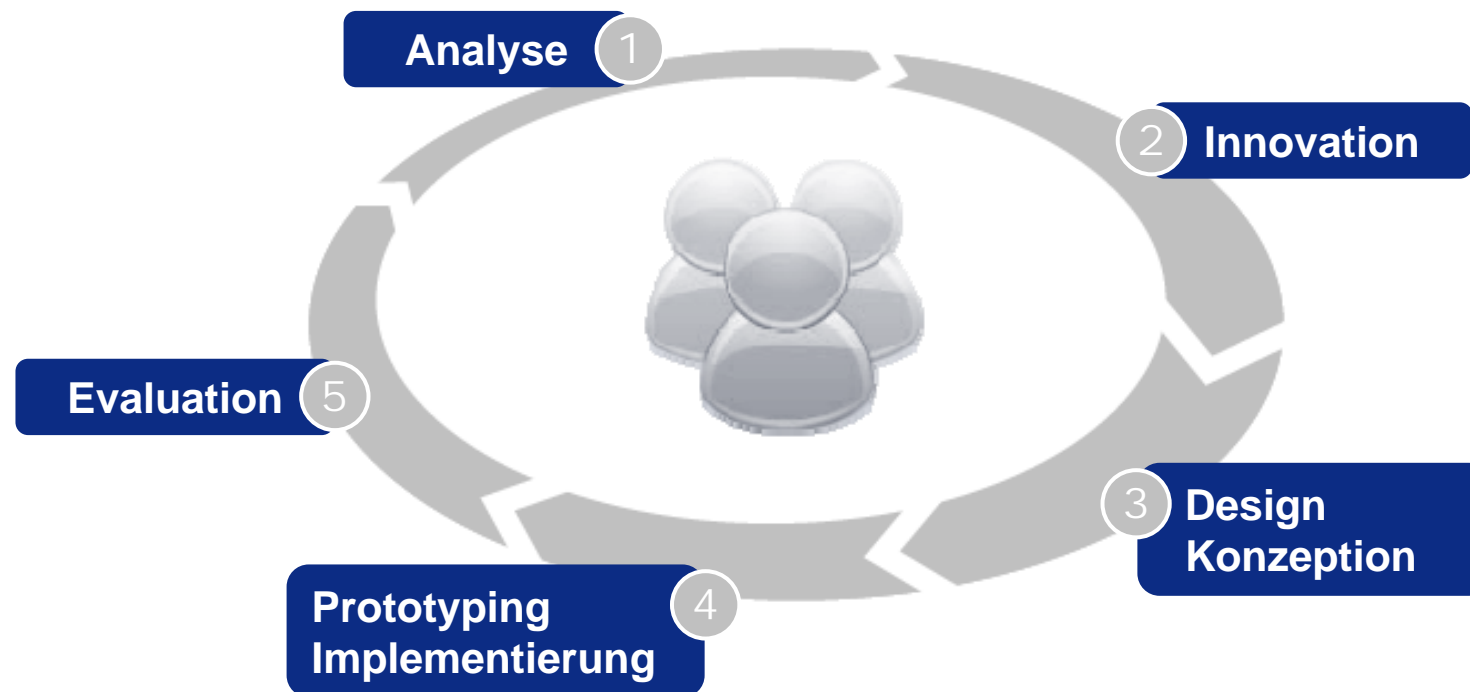 Analyse 1
2 Innovation
3 Design
Konzeption
4 Prototyping
Implementierung
Evaluation 5